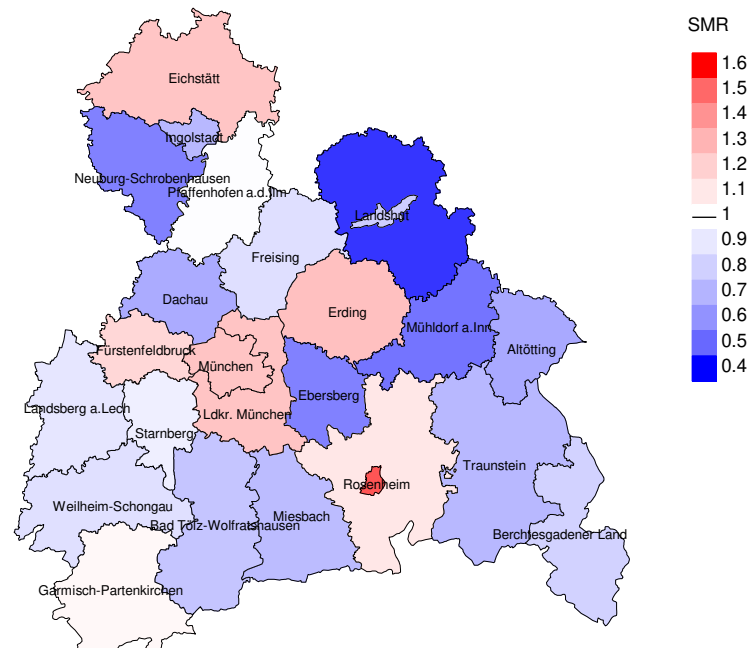 SMR
1.6
1.5
1.4
1.3
1.2
1.1
1
0.9
0.8
0.7
0.6
0.5
0.4
Eichstätt
Ingolstadt
Neuburg-Schrobenhausen
Pfaffenhofen a.d.Ilm
Landshut
Freising
Dachau
Erding
Mühldorf a.Inn
Altötting
Fürstenfeldbruck
München
Ebersberg
Landsberg a.Lech
Ldkr. München
Starnberg
Traunstein
Rosenheim
Weilheim-Schongau
Miesbach
Bad Tölz-Wolfratshausen
Berchtesgadener Land
Garmisch-Partenkirchen